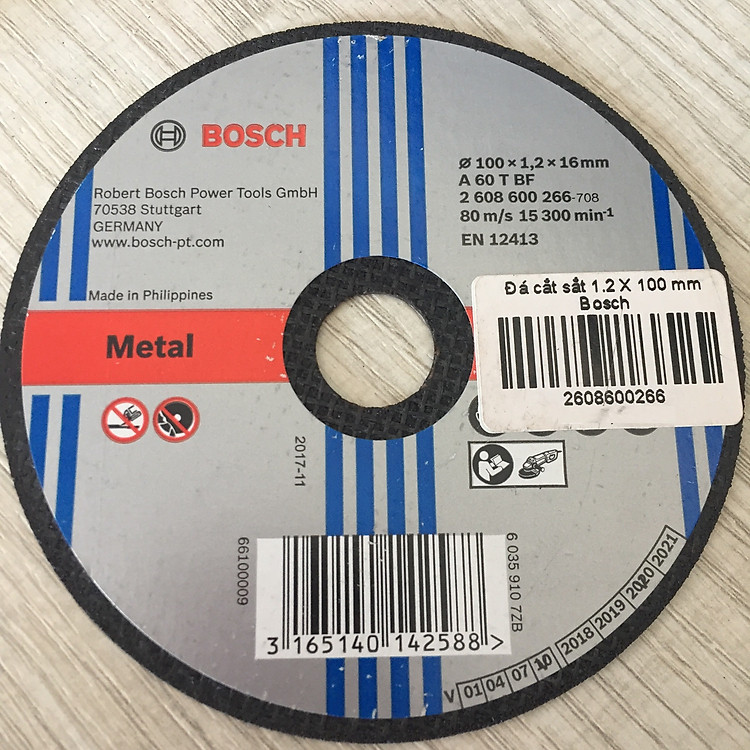 BOSCH
Robert Bosch Power Tools GmbH
70538 Stuttgart
GERMANY
www.bosch-pt.com
Made in Philippines
ø 100 × 1,2 × 16 mm
A 60 T BF
2 608 600 266-708
80 m/s 15 300 min-1
EN 12413
Metal
Đá cắt sắt 1.2 X 100 mm
Bosch
2608600266
2017-11
66100009
3 165140 142588 >
6 035 910 7ZB
V 01 04 07 10 2018 2019 2020 2021